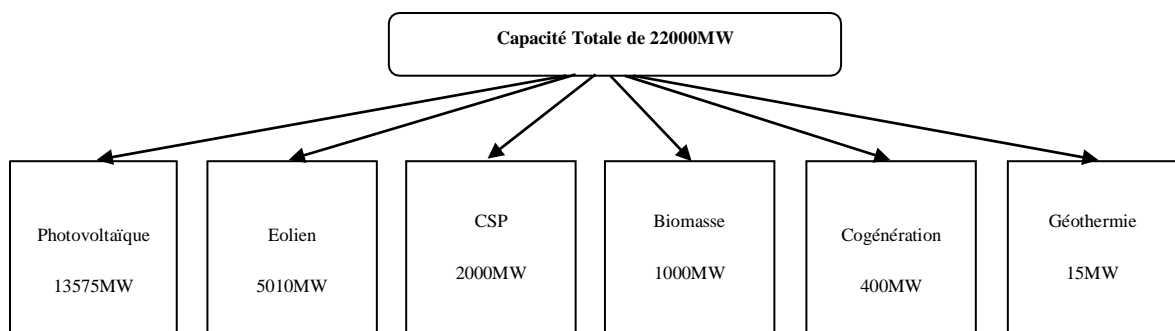 Capacité Totale de 22000MW
Photovoltaïque
13575MW
Eolien
5010MW
CSP
2000MW
Biomasse
1000MW
Cogénération
400MW
Géothermie
15MW